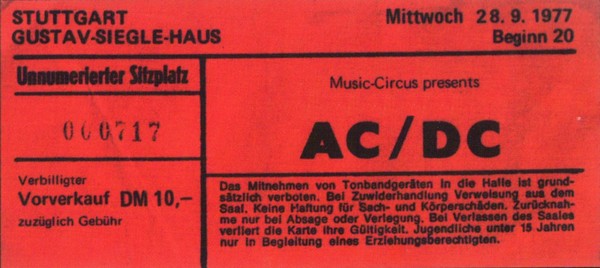 STUTTGART
GUSTAV-SIEGLE-HAUS
Mittwoch 28.9.1977
Beginn 20
Unnumerierter Sitzplatz
Music-Circus presents
000717
AC/DC
Verbilligter
Vorverkauf DM 10,-
zuzüglich Gebühr
Das Mitnehmen von Tonbandgeräten in die Halle ist grund-
sätzlich verboten. Bei Zuwiderhandlung Verweisung aus dem
Saal. Keine Haftung für Sach- und Körperschäden. Zurücknah-
me nur bei Absage oder Verlegung. Bei Verlassen des Saales
verliert die Karte ihre Gültigkeit. Jugendliche unter 15 Jahren
nur in Begleitung eines Erziehungsberechtigten.